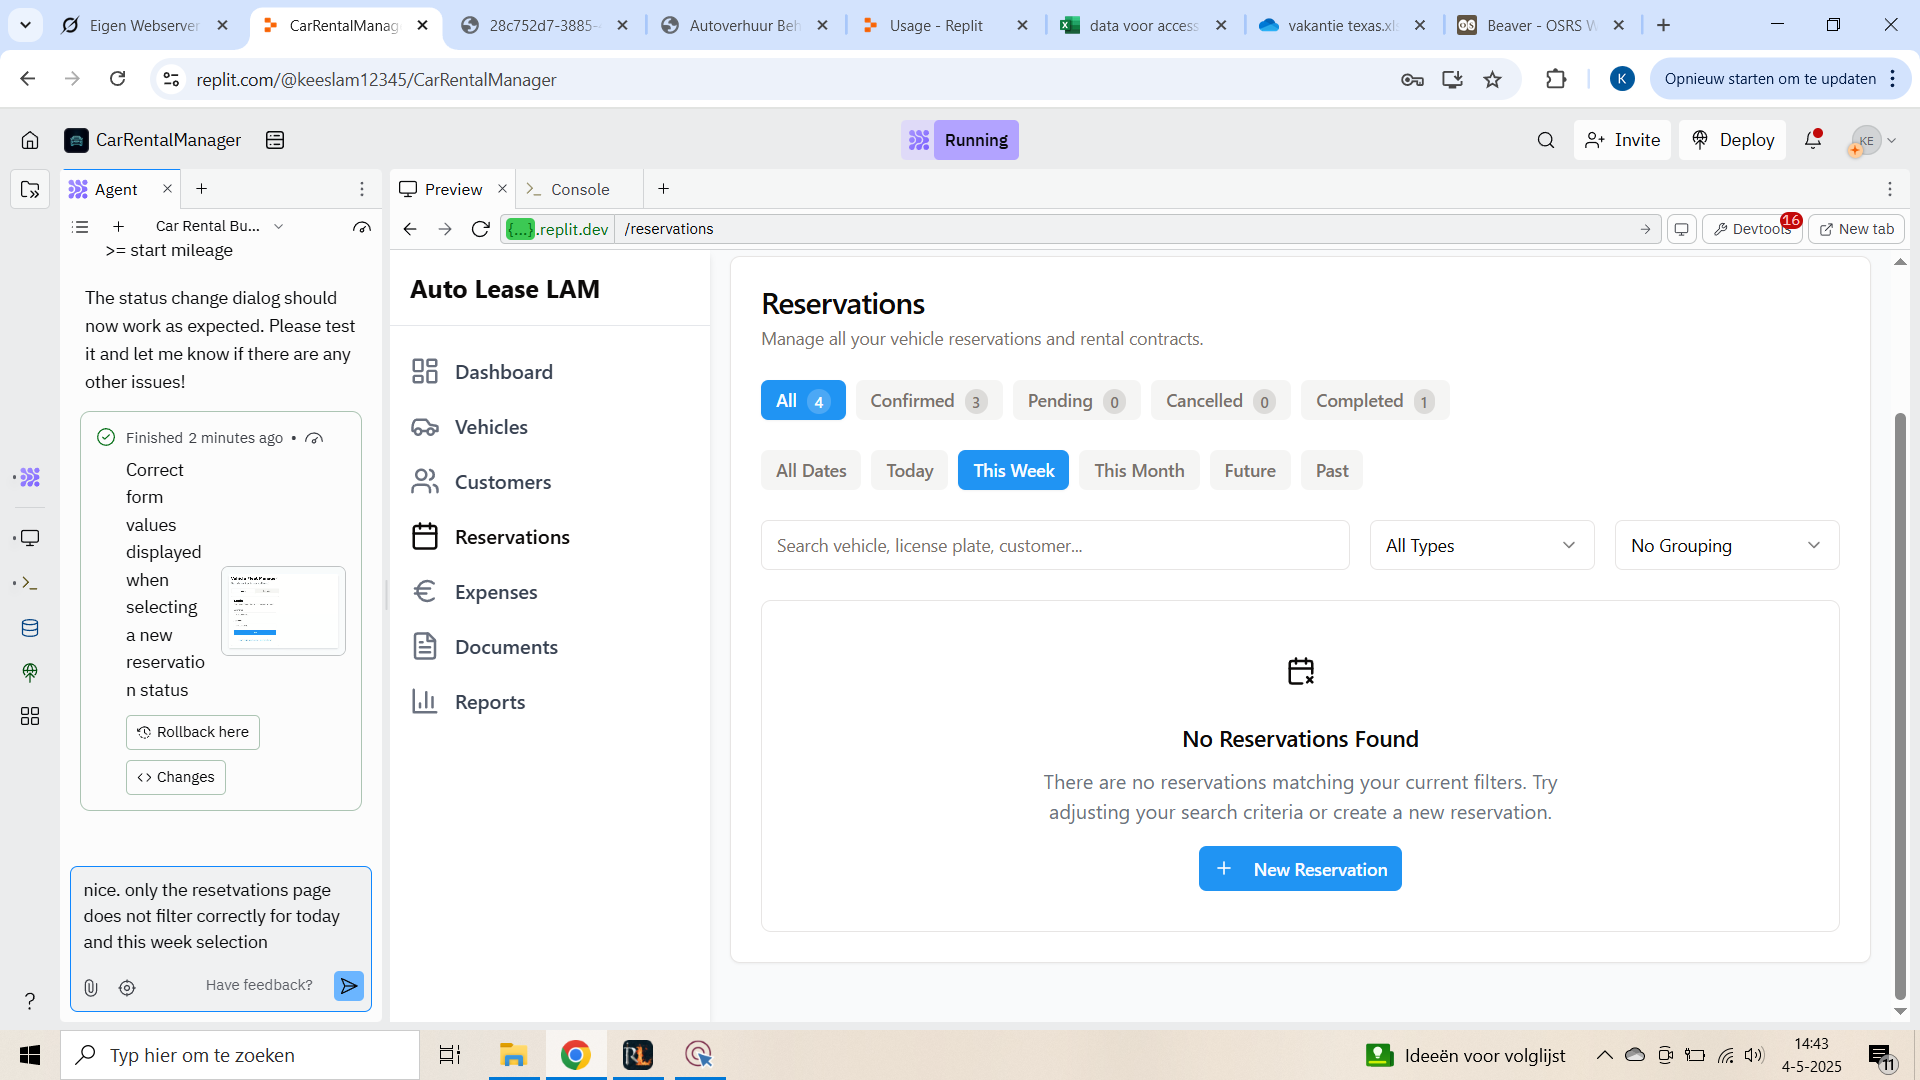 Eigen Webserver
CarRentalManag
28c752d7-3885-
Autoverhuur Beh
Usage - Replit
data voor access
vakantie texas.xl
Beaver - OSRS W
replit.com/@keeslam12345/CarRentalManager
K
Opnieuw starten om te updaten
CarRentalManager
Running
Invite
Deploy
KE
Agent
Preview
Console
Car Rental Bu...
{...}.replit.dev
/reservations
Devtools
16
New tab
>= start mileage
The status change dialog should
now work as expected. Please test
it and let me know if there are any
other issues!
Finished 2 minutes ago •
Correct
form
values
displayed
when
selecting
a new
reservatio
n status
Rollback here
<> Changes
nice. only the resetvations page
does not filter correctly for today
and this week selection
Have feedback?
?
Auto Lease LAM
Dashboard
Vehicles
Customers
Reservations
Expenses
Documents
Reports
Reservations
Manage all your vehicle reservations and rental contracts.
All 4
Confirmed 3
Pending 0
Cancelled 0
Completed 1
All Dates
Today
This Week
This Month
Future
Past
Search vehicle, license plate, customer...
All Types
No Grouping
No Reservations Found
There are no reservations matching your current filters. Try
adjusting your search criteria or create a new reservation.
+ New Reservation
Typ hier om te zoeken
Ideeën voor volglijst
14:43
4-5-2025
11